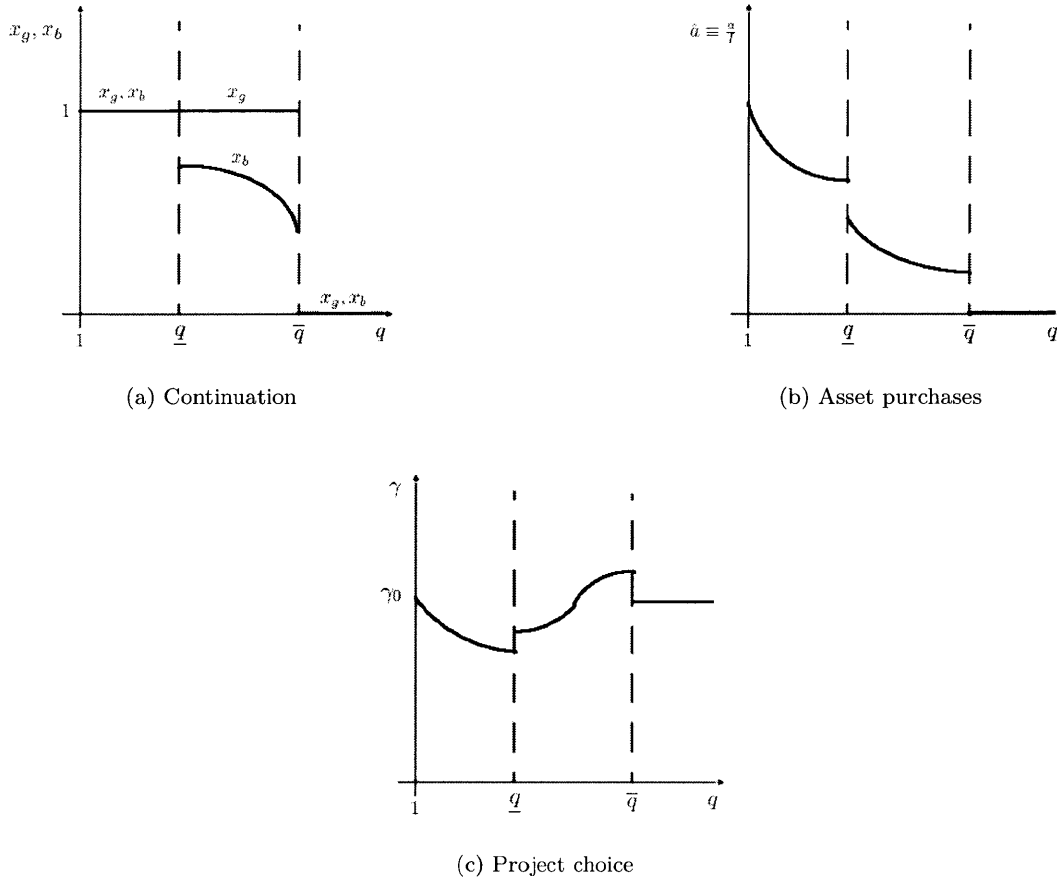 x_g, x_b
1
x_g, x_b
x_g
x_b
x_g, x_b
1
q
q̅
q
(a) Continuation
â ≡ a/f
1
q
q̅
q
(b) Asset purchases
γ
γ0
1
q
q̅
q
(c) Project choice